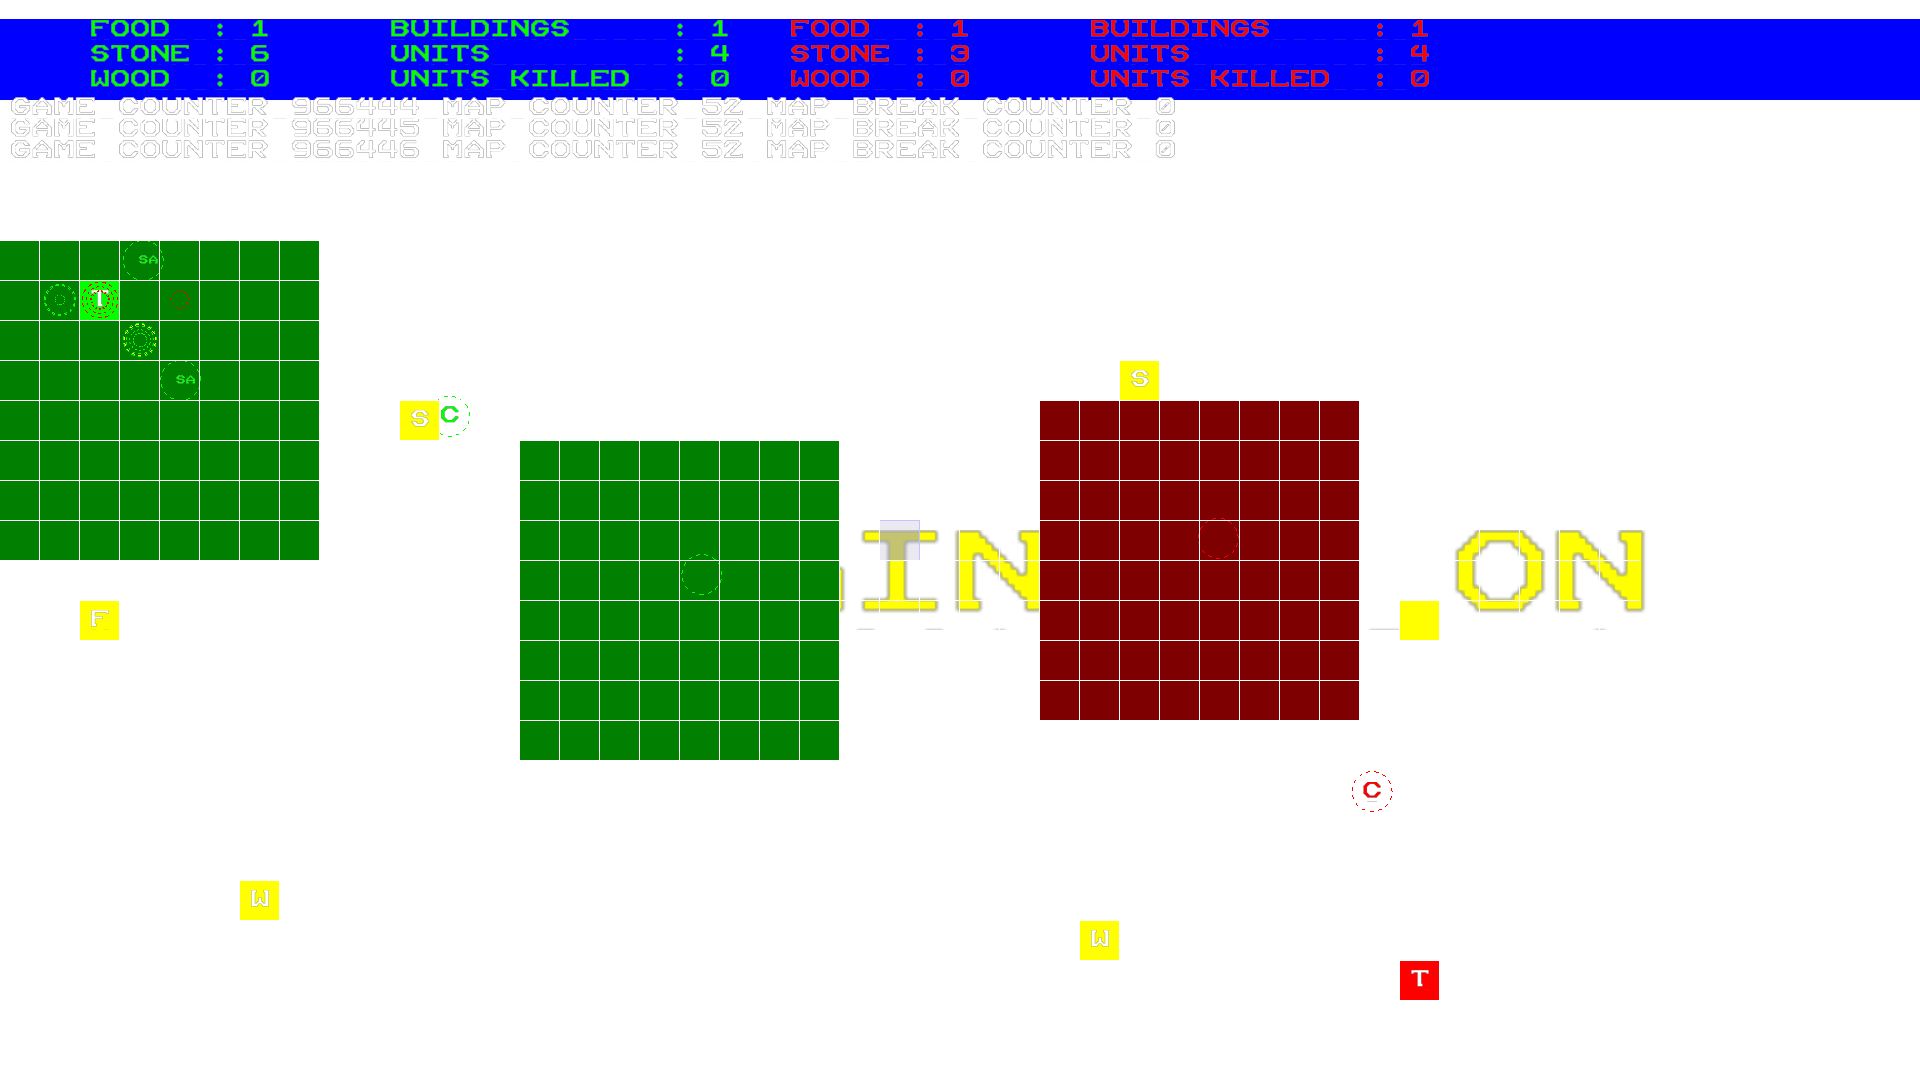 FOOD : 1 BUILDINGS : 1 FOOD : 1 BUILDINGS : 1
STONE : 6 UNITS : 4 STONE : 3 UNITS : 4
WOOD : 0 UNITS KILLED : 0 WOOD : 0 UNITS KILLED : 0
GAME COUNTER 966444 MAP COUNTER 52 MAP BREAK COUNTER 0
GAME COUNTER 966445 MAP COUNTER 52 MAP BREAK COUNTER 0
GAME COUNTER 966446 MAP COUNTER 52 MAP BREAK COUNTER 0
SA
T
SA
S
S C
IN ON
F
C
W
W
T